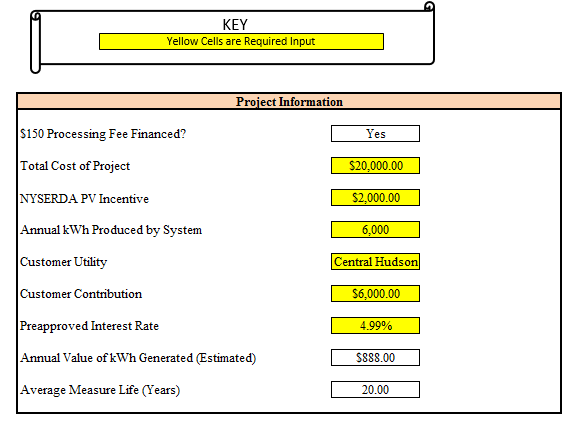 KEY
Yellow Cells are Required Input
Project Information
$150 Processing Fee Financed? Yes
Total Cost of Project $20,000.00
NYSERDA PV Incentive $2,000.00
Annual kWh Produced by System 6,000
Customer Utility Central Hudson
Customer Contribution $6,000.00
Preapproved Interest Rate 4.99%
Annual Value of kWh Generated (Estimated) $888.00
Average Measure Life (Years) 20.00